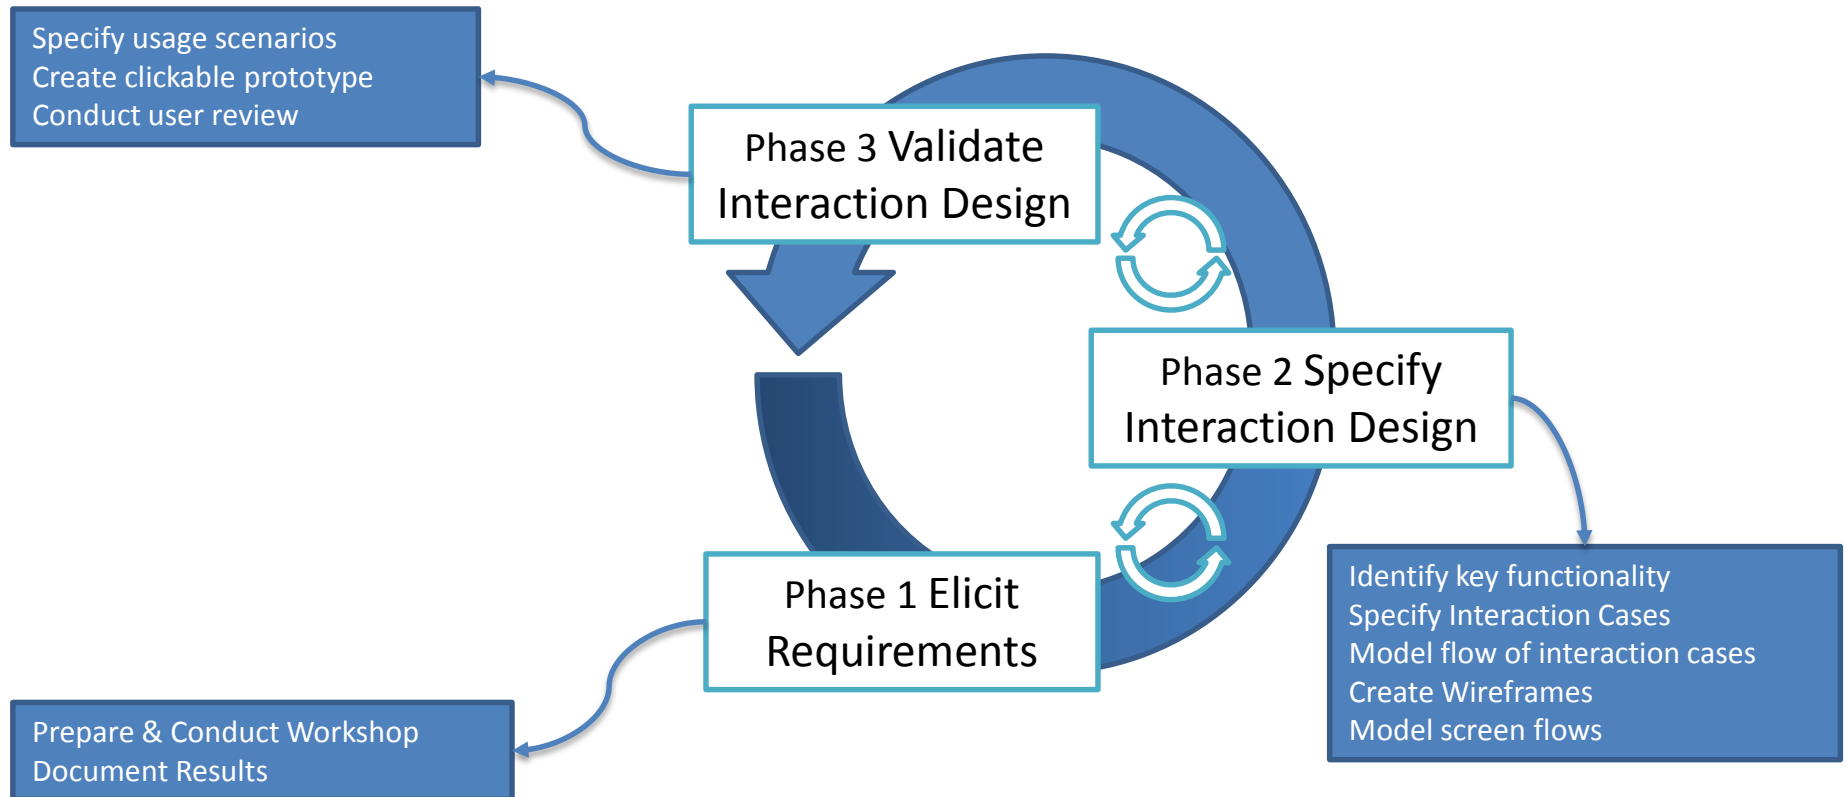 Specify usage scenarios
Create clickable prototype
Conduct user review
Phase 3 Validate
Interaction Design
Phase 2 Specify
Interaction Design
Phase 1 Elicit
Requirements
Identify key functionality
Specify Interaction Cases
Model flow of interaction cases
Create Wireframes
Model screen flows
Prepare & Conduct Workshop
Document Results